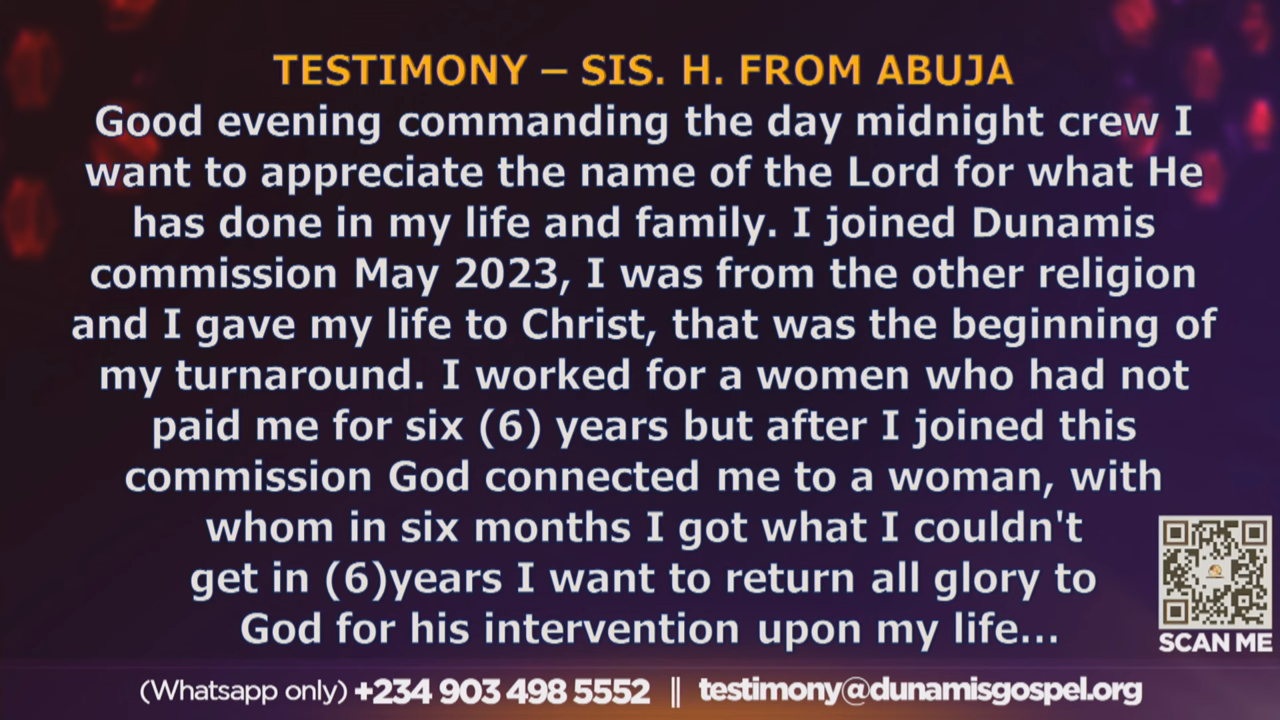 TESTIMONY – SIS. H. FROM ABUJA
Good evening commanding the day midnight crew I
want to appreciate the name of the Lord for what He
has done in my life and family. I joined Dunamis
commission May 2023, I was from the other religion
and I gave my life to Christ, that was the beginning of
my turnaround. I worked for a women who had not
paid me for six (6) years but after I joined this
commission God connected me to a woman, with
whom in six months I got what I couldn't
get in (6)years I want to return all glory to
God for his intervention upon my life...
SCAN ME
(Whatsapp only) +234 903 498 5552 || testimony@dunamisgospel.org